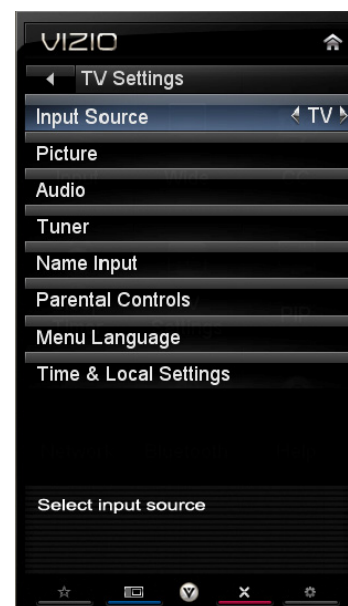 VIZIO
TV Settings
Input Source TV
Picture
Audio
Tuner
Name Input
Parental Controls
Menu Language
Time & Local Settings
Select input source
V